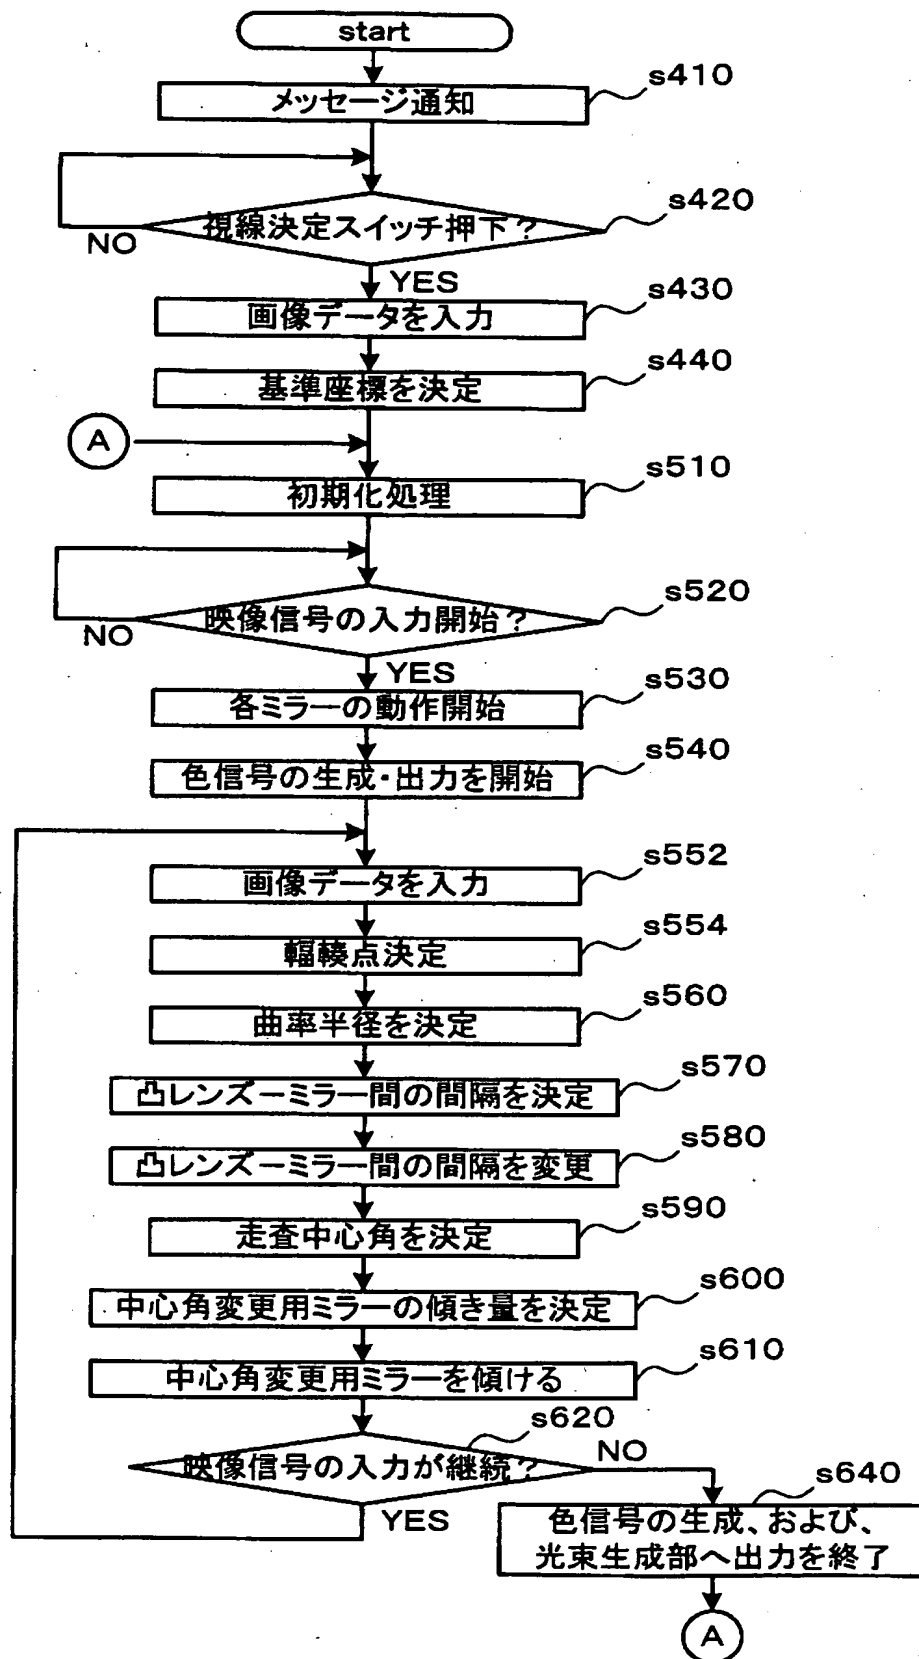 start
メッセージ通知
s410
視線決定スイッチ押下?
s420
NO
YES
画像データを入力
s430
基準座標を決定
s440
A
初期化処理
s510
映像信号の入力開始?
s520
NO
YES
各ミラーの動作開始
s530
色信号の生成・出力を開始
s540
画像データを入力
s552
輻輳点決定
s554
曲率半径を決定
s560
凸レンズーミラー間の間隔を決定
s570
凸レンズーミラー間の間隔を変更
s580
走査中心角を決定
s590
中心角変更用ミラーの傾き量を決定
s600
中心角変更用ミラーを傾ける
s610
映像信号の入力が継続?
s620
NO
YES
s640
色信号の生成、および、
光束生成部へ出力を終了
A